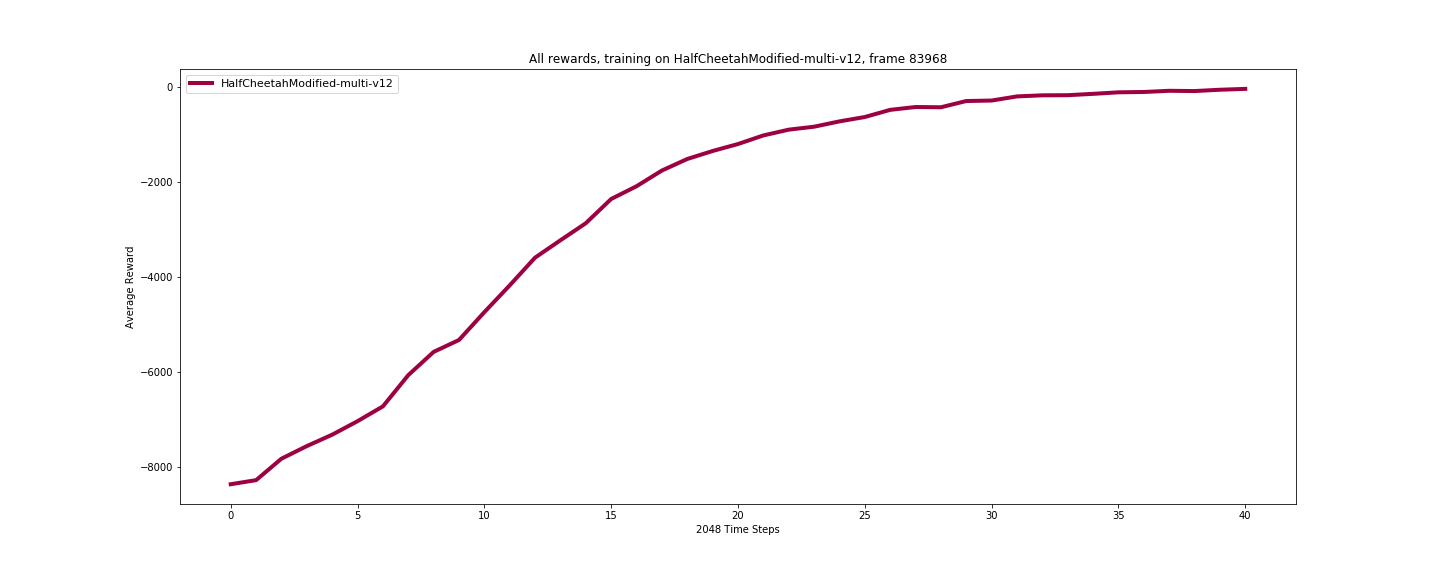 All rewards, training on HalfCheetahModified-multi-v12, frame 83968
HalfCheetahModified-multi-v12
0
−2000
−4000
−6000
−8000
Average Reward
0 5 10 15 20 25 30 35 40
2048 Time Steps